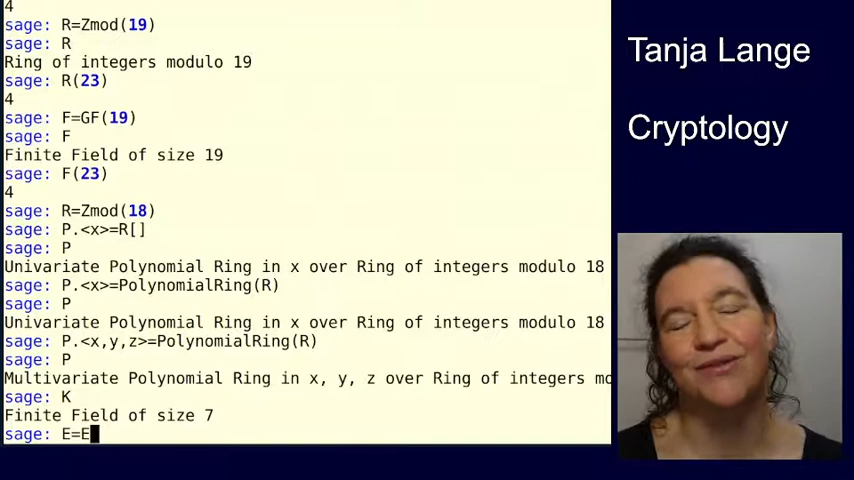 4
sage: R=Zmod(19)
sage: R
Ring of integers modulo 19
sage: R(23)
4
sage: F=GF(19)
sage: F
Finite Field of size 19
sage: F(23)
4
sage: R=Zmod(18)
sage: P.<x>=R[]
sage: P
Univariate Polynomial Ring in x over Ring of integers modulo 18
sage: P.<x>=PolynomialRing(R)
sage: P
Univariate Polynomial Ring in x over Ring of integers modulo 18
sage: P.<x,y,z>=PolynomialRing(R)
sage: P
Multivariate Polynomial Ring in x, y, z over Ring of integers mo
sage: K
Finite Field of size 7
sage: E=E
Tanja Lange
Cryptology